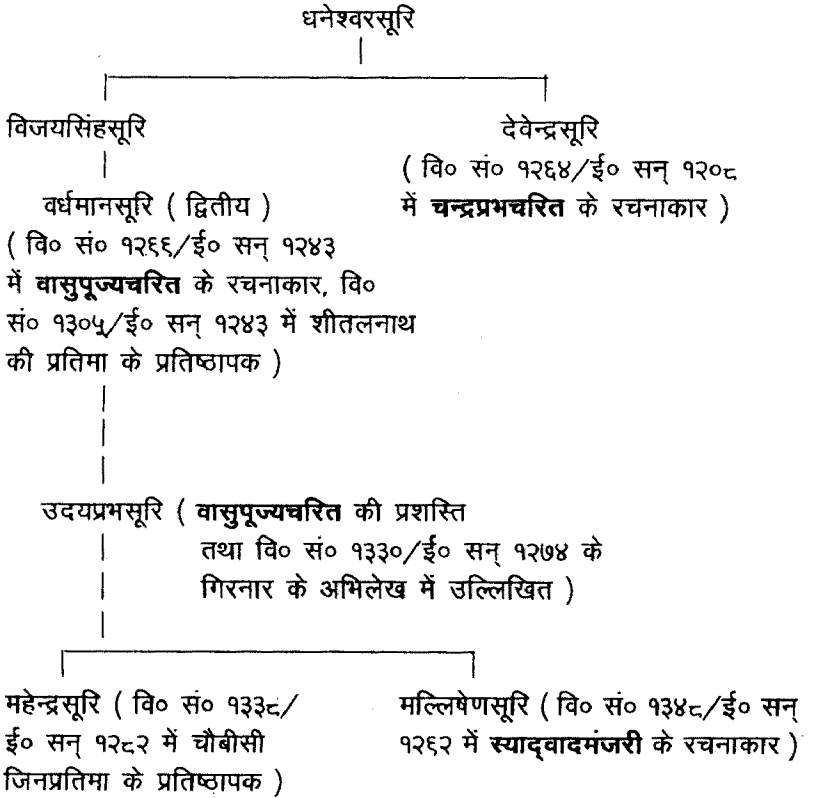 धनेश्वरसूरि
विजयसिंहसूरि
देवेन्द्रसूरि
( वि० सं० १२६४/ई० सन् १२०८
में चन्द्रप्रभचरित के रचनाकार )
वर्धमानसूरि ( द्वितीय )
( वि० सं० १२६६/ई० सन् १२४३
में वासुपूज्यचरित के रचनाकार, वि०
सं० १३०५/ई० सन् १२४३ में शीतलनाथ
की प्रतिमा के प्रतिष्ठापक )
उदयप्रभसूरि ( वासुपूज्यचरित की प्रशस्ति
तथा वि० सं० १३३०/ई० सन् १२७४ के
गिरनार के अभिलेख में उल्लिखित )
महेन्द्रसूरि ( वि० सं० १३३८/
ई० सन् १२८२ में चौबीसी
जिनप्रतिमा के प्रतिष्ठापक )
मल्लिषेणसूरि ( वि० सं० १३४८/ई० सन्
१२६२ में स्याद्वादमंजरी के रचनाकार )